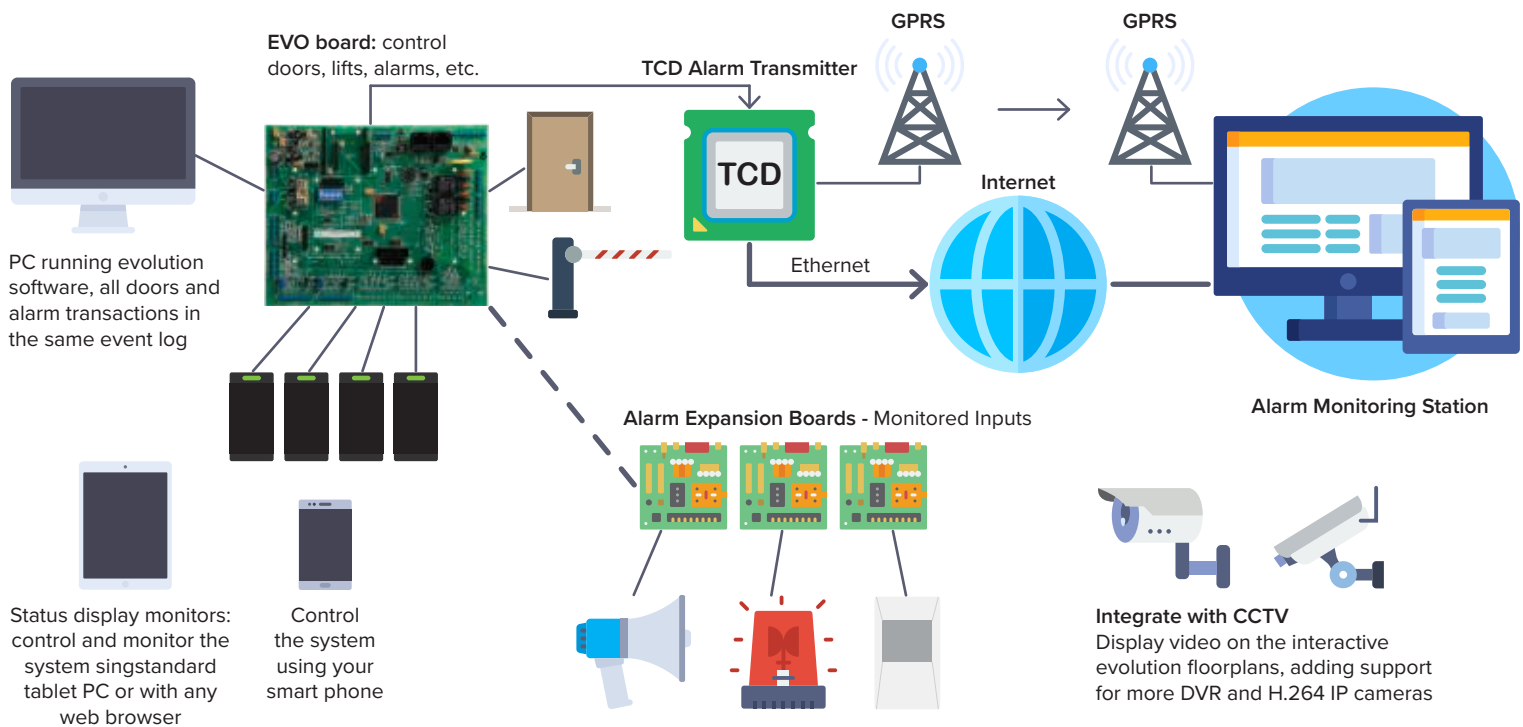 GPRS
GPRS
EVO board: control
doors, lifts, alarms, etc.
TCD Alarm Transmitter
TCD
Internet
Ethernet
PC running evolution
software, all doors and
alarm transactions in
the same event log
Alarm Monitoring Station
Alarm Expansion Boards - Monitored Inputs
Status display monitors:
control and monitor the
system singstandard
tablet PC or with any
web browser
Control
the system
using your
smart phone
Integrate with CCTV
Display video on the interactive
evolution floorplans, adding support
for more DVR and H.264 IP cameras